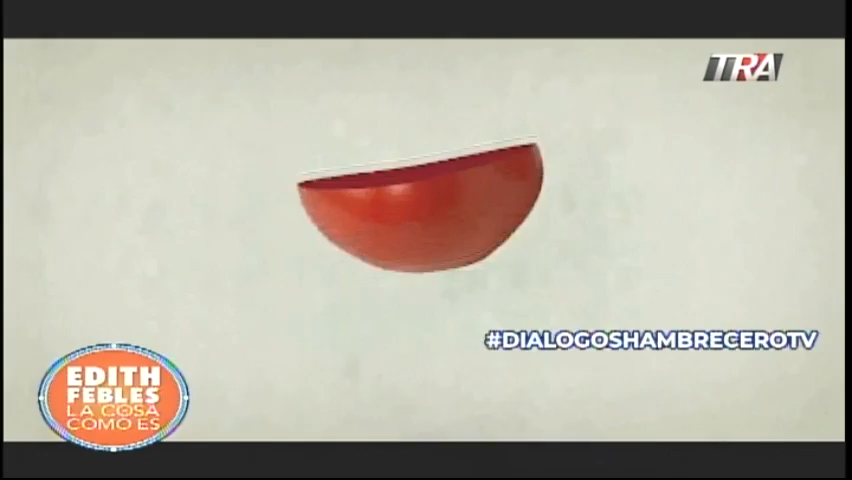 TRA
#DIALOGOSHAMBRECEROTV
EDITH
FEBLES
LA COSA
COMO ES